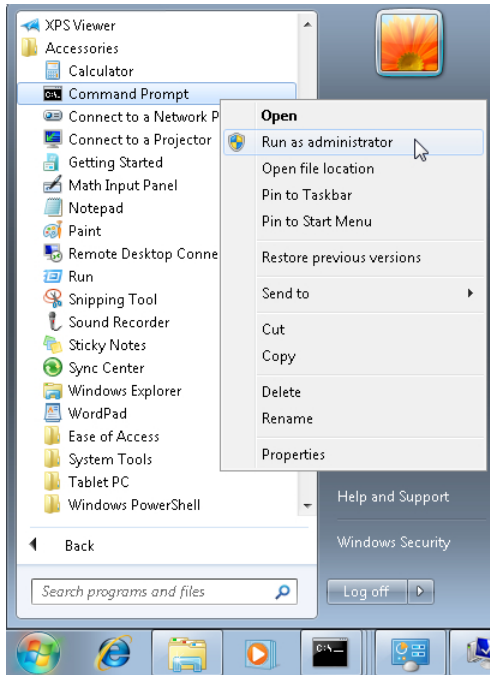 XPS Viewer
Accessories
Calculator
Command Prompt
Connect to a Network P
Connect to a Projector
Getting Started
Math Input Panel
Notepad
Paint
Remote Desktop Conne
Run
Snipping Tool
Sound Recorder
Sticky Notes
Sync Center
Windows Explorer
WordPad
Ease of Access
System Tools
Tablet PC
Windows PowerShell
Back
Search programs and files
Open
Run as administrator
Open file location
Pin to Taskbar
Pin to Start Menu
Restore previous versions
Send to
Cut
Copy
Delete
Rename
Properties
Help and Support
Windows Security
Log off